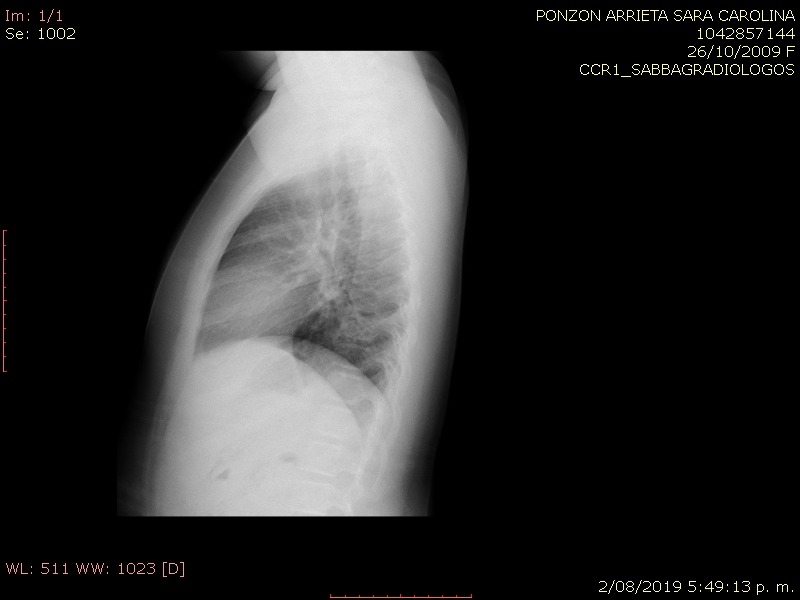 Im: 1/1
Se: 1002
PONZON ARRIETA SARA CAROLINA
1042857144
26/10/2009 F
CCR1_SABBAGRADIOLOGOS
WL: 511 WW: 1023 [D]
2/08/2019 5:49:13 p. m.